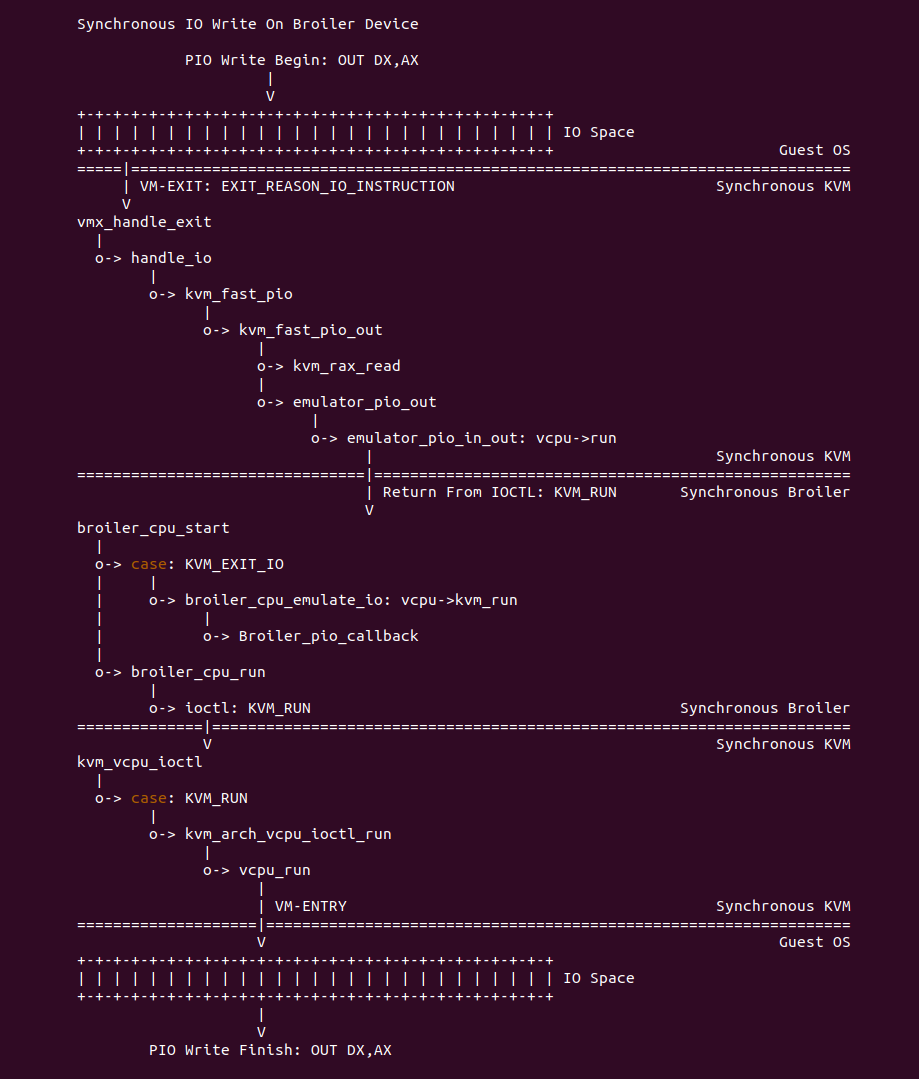 Synchronous IO Write On Broiler Device
PIO Write Begin: OUT DX,AX
|
V
+-+-+-+-+-+-+-+-+-+-+-+-+-+-+-+-+-+-+-+-+-+-+-+-+-+-+
| | | | | | | | | | | | | | | | | | | | | | | | | | | IO Space
+-+-+-+-+-+-+-+-+-+-+-+-+-+-+-+-+-+-+-+-+-+-+-+-+-+-+ Guest OS
=====|================================================================================
| VM-EXIT: EXIT_REASON_IO_INSTRUCTION Synchronous KVM
V
vmx_handle_exit
|
o-> handle_io
|
o-> kvm_fast_pio
|
o-> kvm_fast_pio_out
|
o-> kvm_rax_read
|
o-> emulator_pio_out
|
o-> emulator_pio_in_out: vcpu->run
| Synchronous KVM
================================|=====================================================
| Return From IOCTL: KVM_RUN Synchronous Broiler
V
broiler_cpu_start
|
o-> case: KVM_EXIT_IO
| |
| o-> broiler_cpu_emulate_io: vcpu->kvm_run
| |
| o-> Broiler_pio_callback
|
o-> broiler_cpu_run
|
o-> ioctl: KVM_RUN Synchronous Broiler
==============|=======================================================================
V Synchronous KVM
kvm_vcpu_ioctl
|
o-> case: KVM_RUN
|
o-> kvm_arch_vcpu_ioctl_run
|
o-> vcpu_run
|
| VM-ENTRY Synchronous KVM
====================|=================================================================
V Guest OS
+-+-+-+-+-+-+-+-+-+-+-+-+-+-+-+-+-+-+-+-+-+-+-+-+-+-+
| | | | | | | | | | | | | | | | | | | | | | | | | | | IO Space
+-+-+-+-+-+-+-+-+-+-+-+-+-+-+-+-+-+-+-+-+-+-+-+-+-+-+
|
V
PIO Write Finish: OUT DX,AX